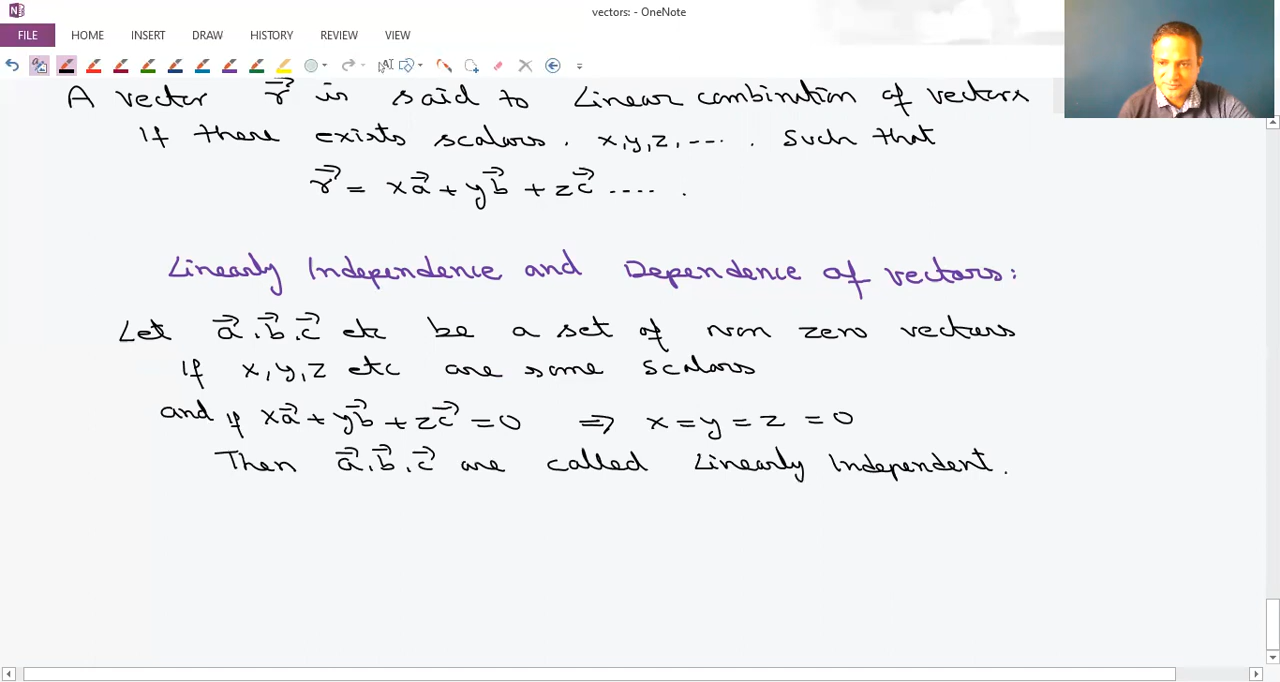 vectors: - OneNote
FILE HOME INSERT DRAW HISTORY REVIEW VIEW
A vector r⃗ is said to Linear combination of vectors
If there exists scalars. x,y,z,.... . such that
r⃗ = xa⃗ + yb⃗ + zc⃗ .... .
Linearly Independence and Dependence of vectors:
Let a⃗.b⃗.c⃗ etc be a set of non zero vectors
If x,y,z etc are some scalars
and if xa⃗ + yb⃗ + zc⃗ = 0 ⇒ x = y = z = 0
Then a⃗.b⃗.c⃗ are called Linearly Independent.